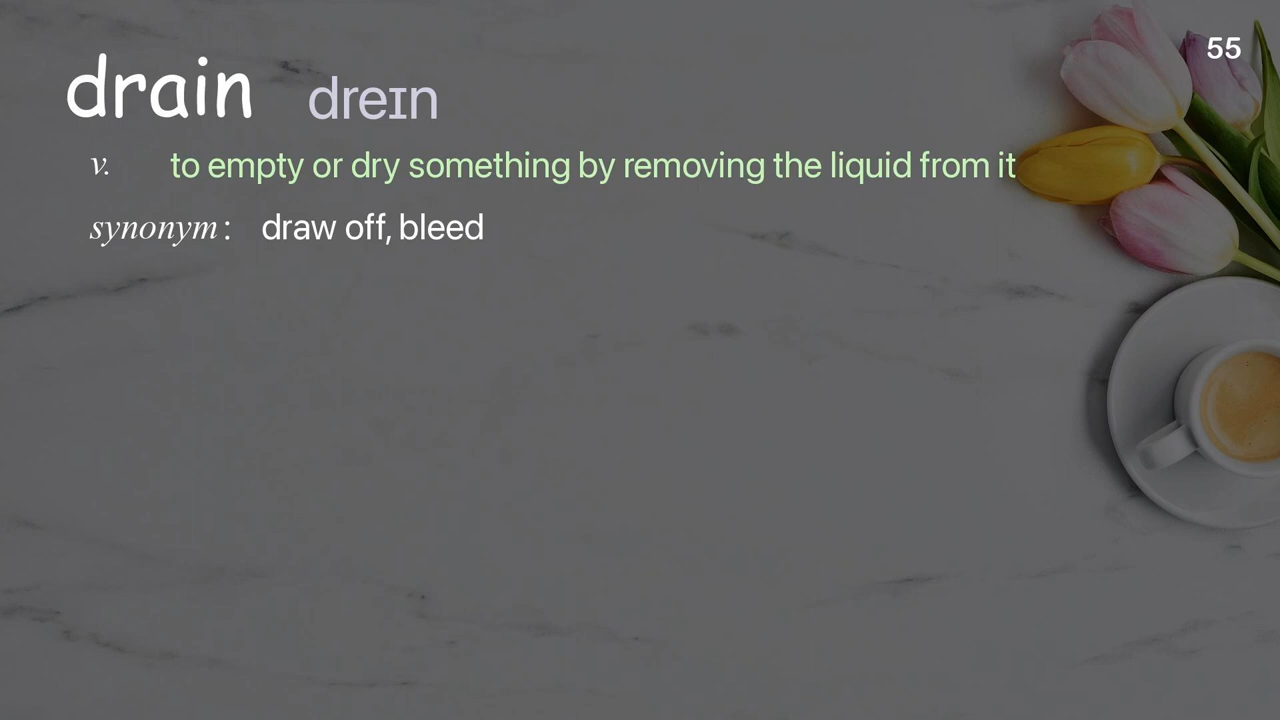 55
drain dreɪn
v. to empty or dry something by removing the liquid from it
synonym: draw off, bleed